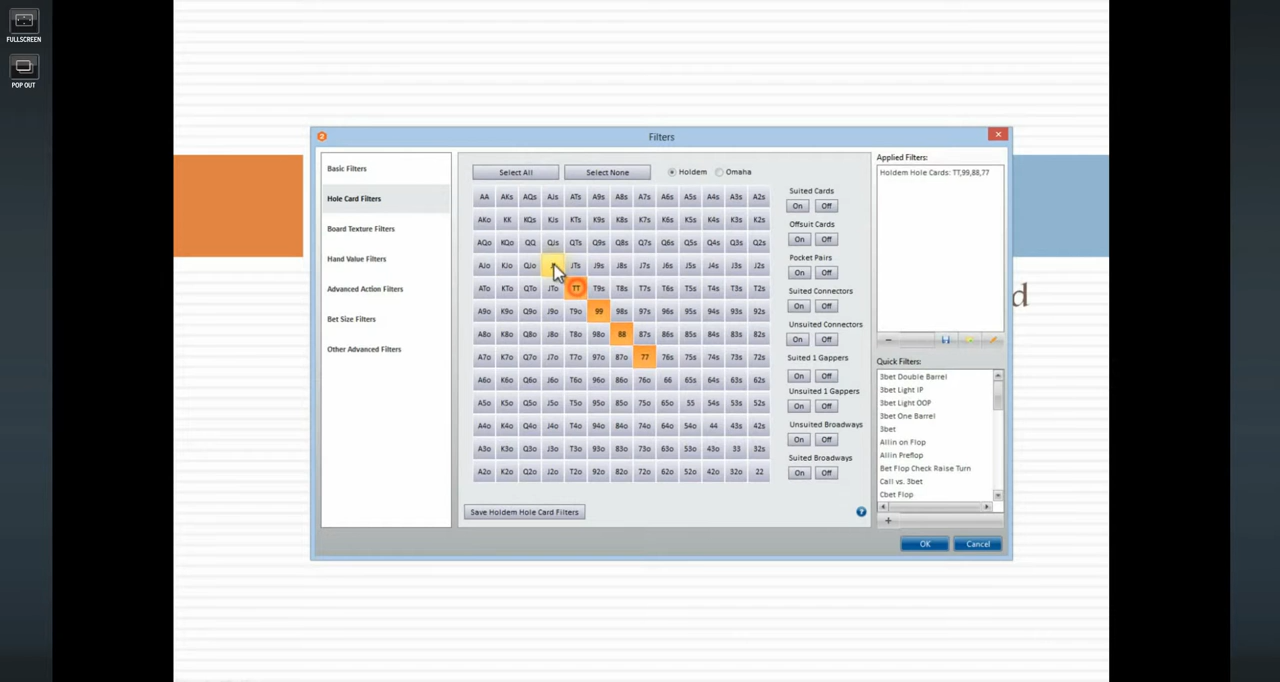 FULLSCREEN
POP OUT
2
Filters
Basic Filters
Hole Card Filters
Board Texture Filters
Hand Value Filters
Advanced Action Filters
Bet Size Filters
Other Advanced Filters
Select All Select None Holdem Omaha
AA AKs AQs AJs ATs A9s A8s A7s A6s A5s A4s A3s A2s
AKo KK KQs KJs KTs K9s K8s K7s K6s K5s K4s K3s K2s
AQo KQo QQ QJs QTs Q9s Q8s Q7s Q6s Q5s Q4s Q3s Q2s
AJo KJo QJo JTs J9s J8s J7s J6s J5s J4s J3s J2s
ATo KTo QTo JTo TT T9s T8s T7s T6s T5s T4s T3s T2s
A9o K9o Q9o J9o T9o 99 98s 97s 96s 95s 94s 93s 92s
A8o K8o Q8o J8o T8o 98o 88 87s 86s 85s 84s 83s 82s
A7o K7o Q7o J7o T7o 97o 87o 77 76s 75s 74s 73s 72s
A6o K6o Q6o J6o T6o 96o 86o 76o 66 65s 64s 63s 62s
A5o K5o Q5o J5o T5o 95o 85o 75o 65o 55 54s 53s 52s
A4o K4o Q4o J4o T4o 94o 84o 74o 64o 54o 44 43s 42s
A3o K3o Q3o J3o T3o 93o 83o 73o 63o 53o 43o 33 32s
A2o K2o Q2o J2o T2o 92o 82o 72o 62o 52o 42o 32o 22
Save Holdem Hole Card Filters
Suited Cards
On Off
Offsuit Cards
On Off
Pocket Pairs
On Off
Suited Connectors
On Off
Unsuited Connectors
On Off
Suited 1 Gappers
On Off
Unsuited 1 Gappers
On Off
Unsuited Broadways
On Off
Suited Broadways
On Off
?
Applied Filters:
Holdem Hole Cards: TT,99,88,77
Quick Filters:
3bet Double Barrel
3bet Light IP
3bet Light OOP
3bet One Barrel
3bet
Allin on Flop
Allin Preflop
Bet Flop Check Raise Turn
Call vs. 3bet
Cbet Flop
OK Cancel
d